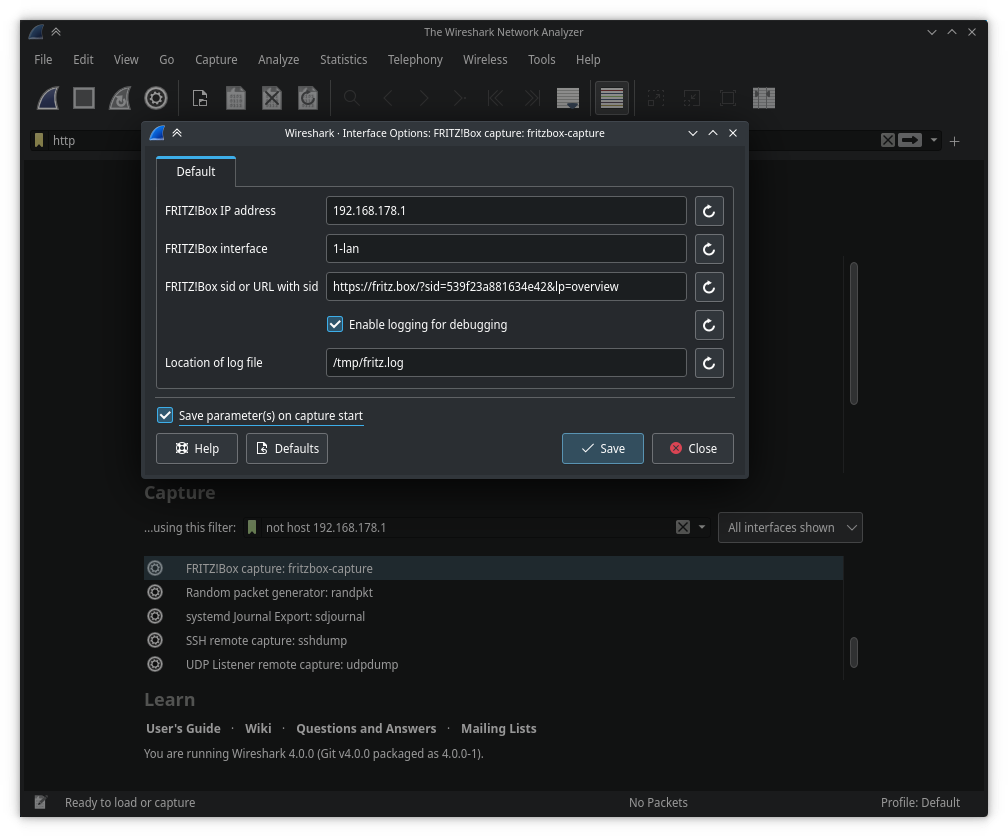 The Wireshark Network Analyzer
File Edit View Go Capture Analyze Statistics Telephony Wireless Tools Help
http
Wireshark · Interface Options: FRITZ!Box capture: fritzbox-capture
Default
FRITZ!Box IP address 192.168.178.1
FRITZ!Box interface 1-lan
FRITZ!Box sid or URL with sid https://fritz.box/?sid=539f23a881634e42&lp=overview
Enable logging for debugging
Location of log file /tmp/fritz.log
Save parameter(s) on capture start
Help Defaults Save Close
Capture
...using this filter: not host 192.168.178.1 All interfaces shown
FRITZ!Box capture: fritzbox-capture
Random packet generator: randpkt
systemd Journal Export: sdjournal
SSH remote capture: sshdump
UDP Listener remote capture: udpdump
Learn
User's Guide · Wiki · Questions and Answers · Mailing Lists
You are running Wireshark 4.0.0 (Git v4.0.0 packaged as 4.0.0-1).
Ready to load or capture No Packets Profile: Default